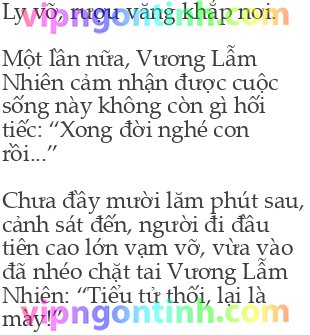 Ly vỡ, rượu văng khắp nơi.
vipngontinh.com
Một lần nữa, Vương Lẫm
Nhiên cảm nhận được cuộc
sống này không còn gì hối
tiếc: “Xong đời nghé con
rồi...”
Chưa đầy mười lăm phút sau,
cảnh sát đến, người đi đầu
tiên cao lớn vạm vỡ, vừa vào
đã nhéo chặt tai Vương Lẫm
Nhiên: “Tiểu tử thối, lại là
mày!”
vipngontinh.com